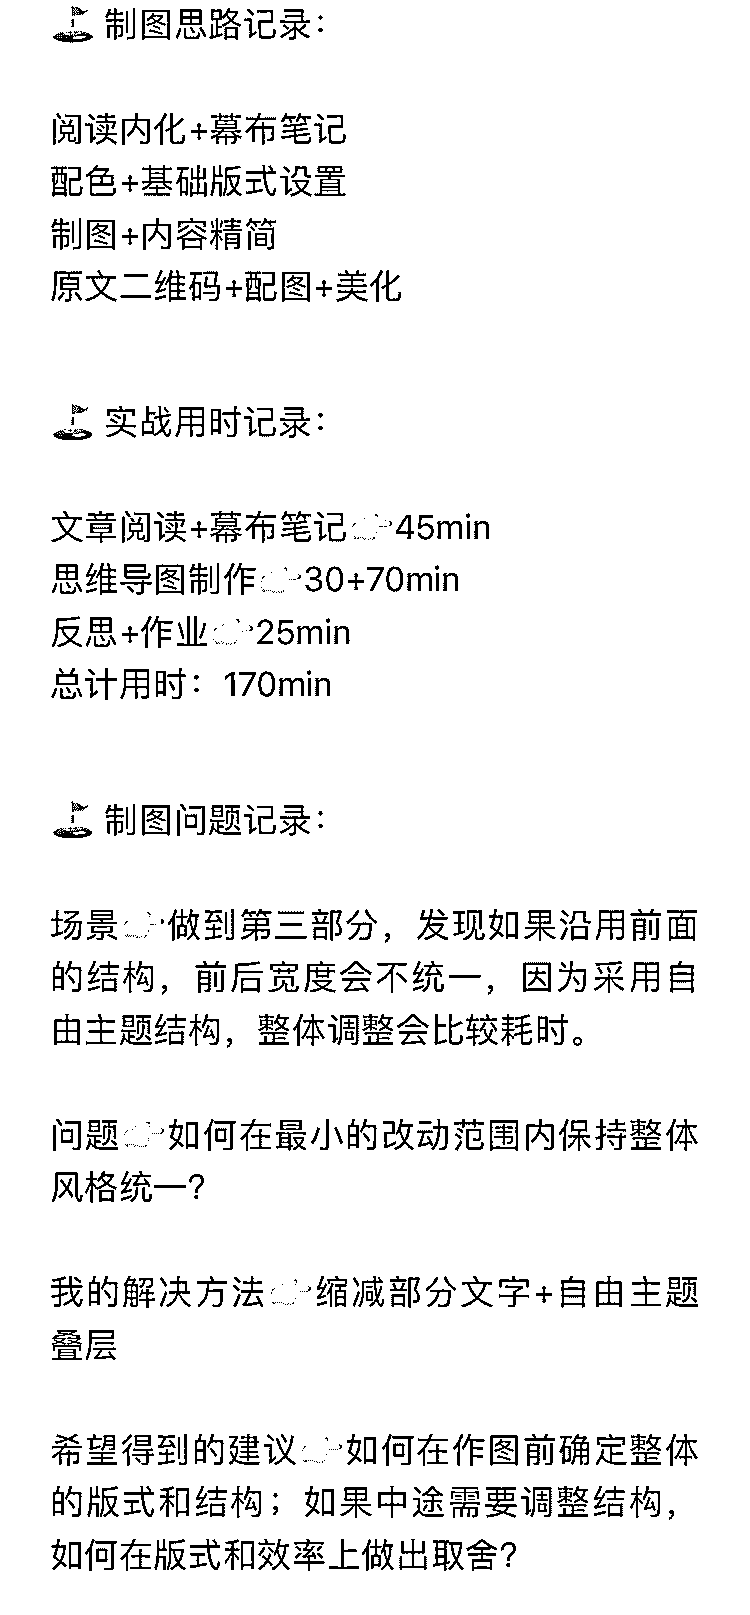 ⛳ 制图思路记录：
阅读内化+幕布笔记
配色+基础版式设置
制图+内容精简
原文二维码+配图+美化
⛳ 实战用时记录：
文章阅读+幕布笔记👉45min
思维导图制作👉30+70min
反思+作业👉25min
总计用时：170min
⛳ 制图问题记录：
场景👉做到第三部分，发现如果沿用前面
的结构，前后宽度会不统一，因为采用自
由主题结构，整体调整会比较耗时。
问题👉如何在最小的改动范围内保持整体
风格统一？
我的解决方法👉缩减部分文字+自由主题
叠层
希望得到的建议👉如何在作图前确定整体
的版式和结构；如果中途需要调整结构，
如何在版式和效率上做出取舍？